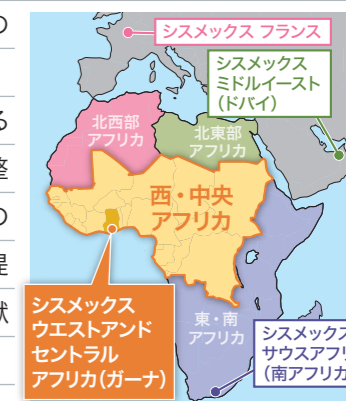 の
る
整
の
献
シスメックス フランス
シスメックス
ミドルイースト
(ドバイ)
北西部
アフリカ
北東部
アフリカ
西・中央
アフリカ
シスメックス
ウエストアンド
セントラル
アフリカ(ガーナ)
東・南
アフリカ
シスメックス
サウスアフリ
(南アフリカ